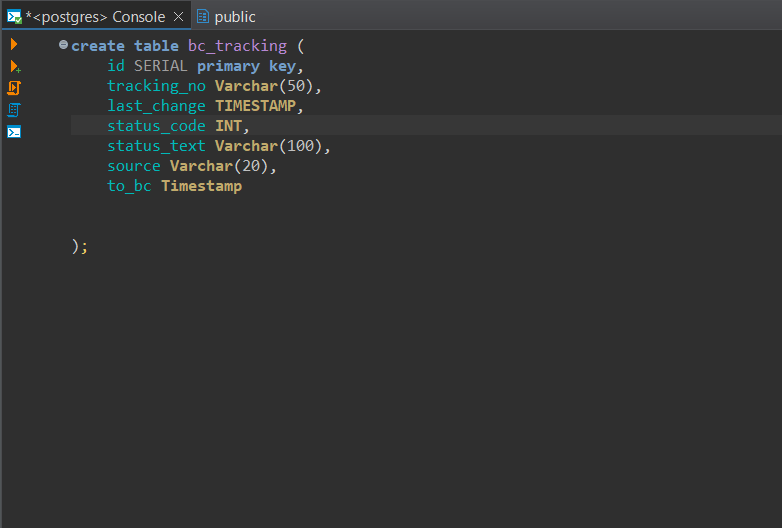 *<postgres> Console
public
create table bc_tracking (
id SERIAL primary key,
tracking_no Varchar(50),
last_change TIMESTAMP,
status_code INT,
status_text Varchar(100),
source Varchar(20),
to_bc Timestamp
);